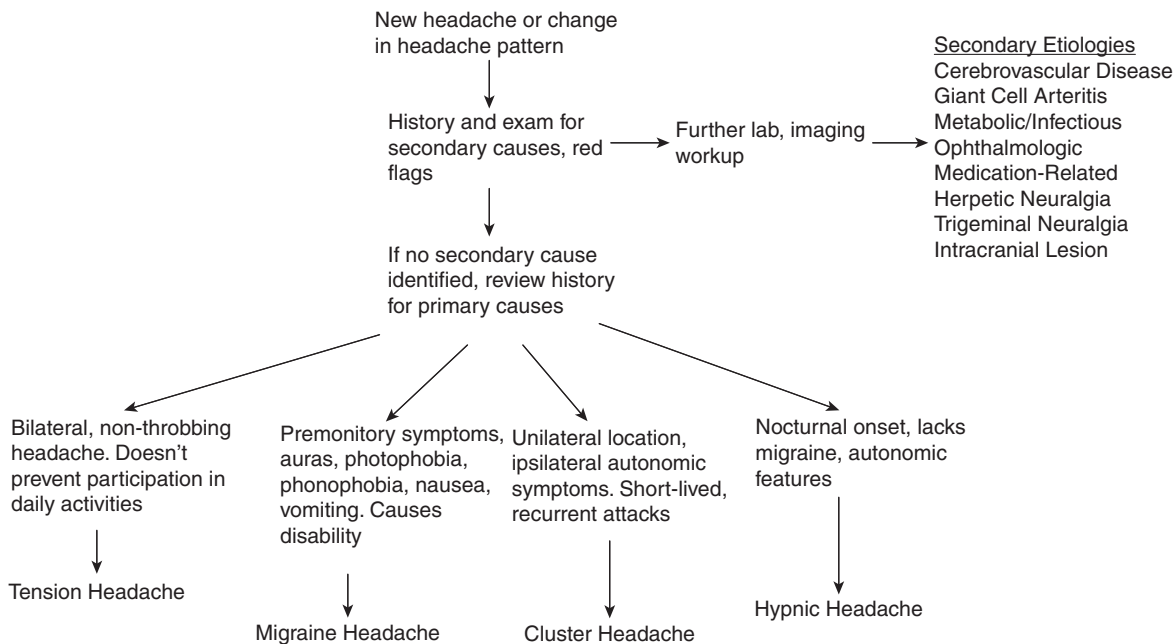 New headache or change
in headache pattern
History and exam for
secondary causes, red
flags
Further lab, imaging
workup
Secondary Etiologies
Cerebrovascular Disease
Giant Cell Arteritis
Metabolic/Infectious
Ophthalmologic
Medication-Related
Herpetic Neuralgia
Trigeminal Neuralgia
Intracranial Lesion
If no secondary cause
identified, review history
for primary causes
Bilateral, non-throbbing
headache. Doesn't
prevent participation in
daily activities
Tension Headache
Premonitory symptoms,
auras, photophobia,
phonophobia, nausea,
vomiting. Causes
disability
Migraine Headache
Unilateral location,
ipsilateral autonomic
symptoms. Short-lived,
recurrent attacks
Cluster Headache
Nocturnal onset, lacks
migraine, autonomic
features
Hypnic Headache